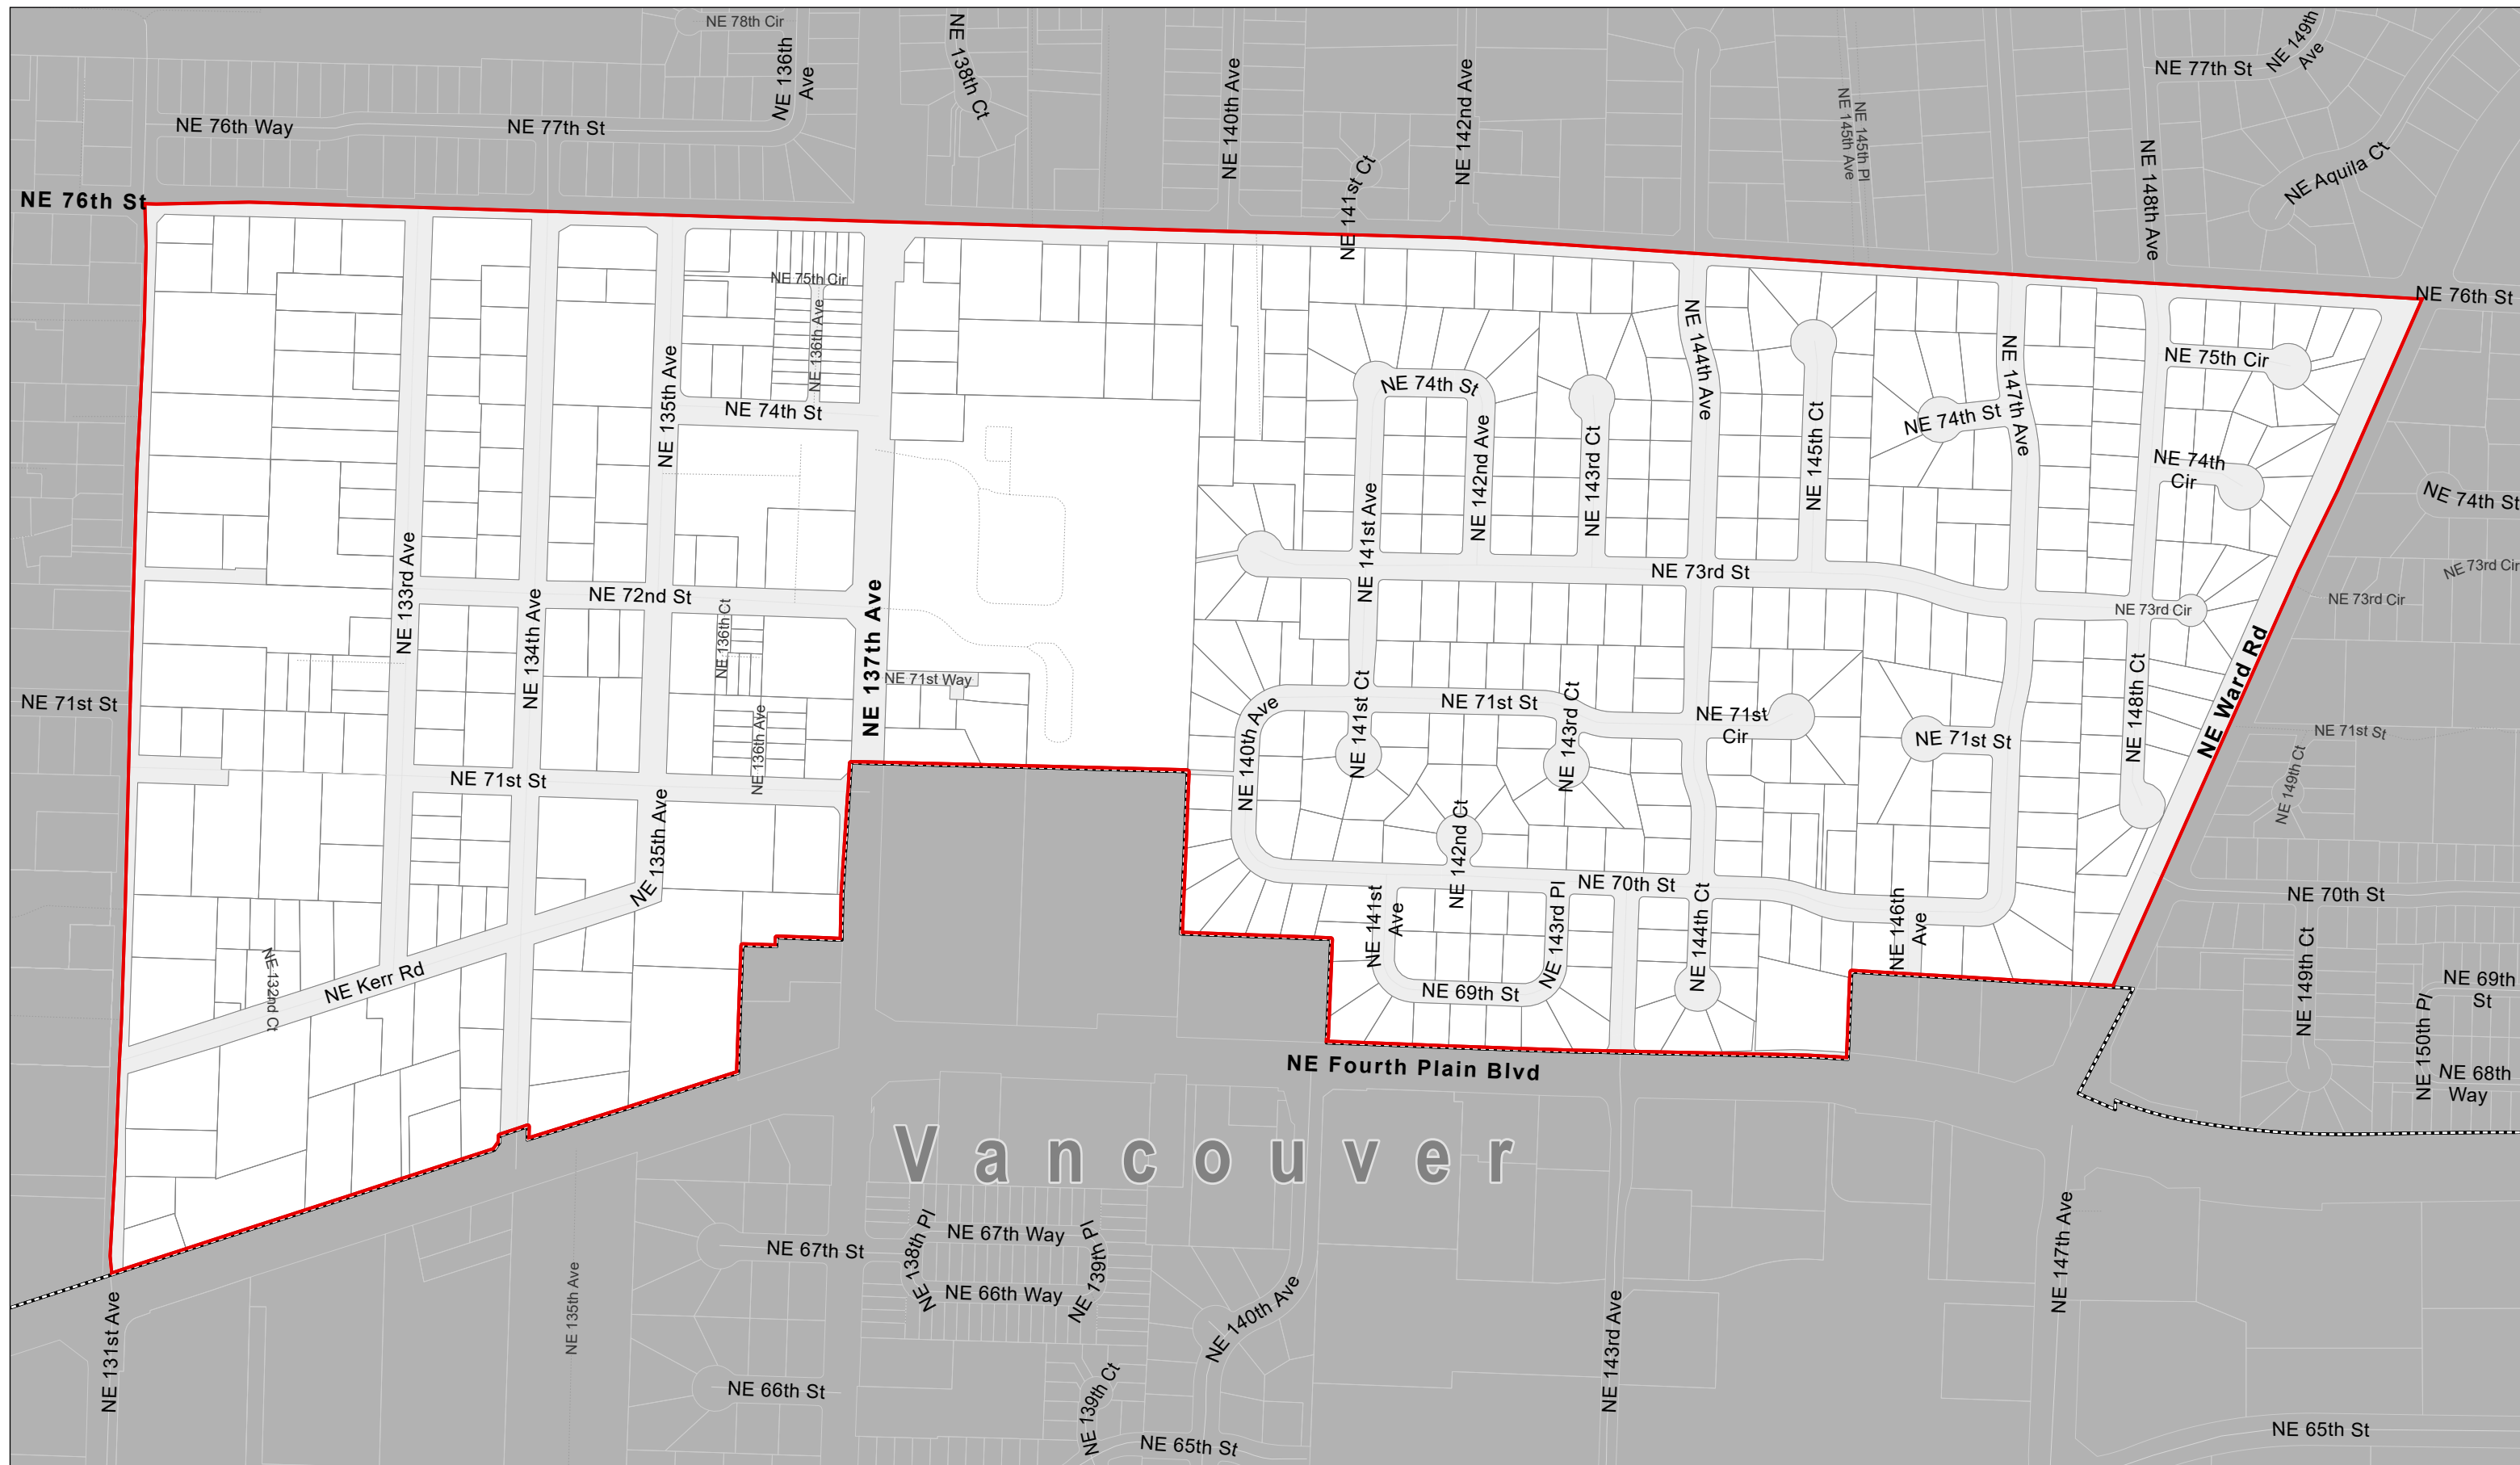 NE 78th Cir
NE 136th
Ave
NE 138th Ct
NE 140th Ave
NE 142nd Ave
NE 145th Pl
NE 145th Ave
NE 77th St
NE 149th
Ave
NE 76th Way
NE 77th St
NE 141st Ct
NE 148th Ave
NE Aquila Ct
NE 76th St
NE 76th St
NE 75th Cir
NE 136th Ave
NE 135th Ave
NE 74th St
NE 74th St
NE 142nd Ave
NE 143rd Ct
NE 144th Ave
NE 145th Ct
NE 74th St
NE 147th Ave
NE 75th Cir
NE 74th
Cir
NE 74th St
NE 133rd Ave
NE 134th Ave
NE 72nd St
NE 136th Ct
NE 137th Ave
NE 141st Ave
NE 73rd St
NE 73rd Cir
NE 73rd Cir
NE 73rd Cir
NE 71st St
NE 71st Way
NE 136th Ave
NE 140th Ave
NE 141st Ct
NE 71st St
NE 143rd Ct
NE 71st
Cir
NE 71st St
NE 148th Ct
NE Ward Rd
NE 71st St
NE 149th Ct
NE 71st St
NE 135th Ave
NE 142nd Ct
NE 70th St
NE 70th St
NE 141st
Ave
NE 143rd Pl
NE 144th Ct
NE 146th
Ave
NE 132nd Ct
NE Kerr Rd
NE 69th St
NE 149th Ct
NE 150th Pl
NE 69th
St
NE Fourth Plain Blvd
NE 68th
Way
Vancouver
NE 138th Pl
NE 67th Way
NE 139th Pl
NE 67th St
NE 66th Way
NE 140th Ave
NE 147th Ave
NE 131st Ave
NE 135th Ave
NE 143rd Ave
NE 66th St
NE 139th Ct
NE 65th St
NE 65th St